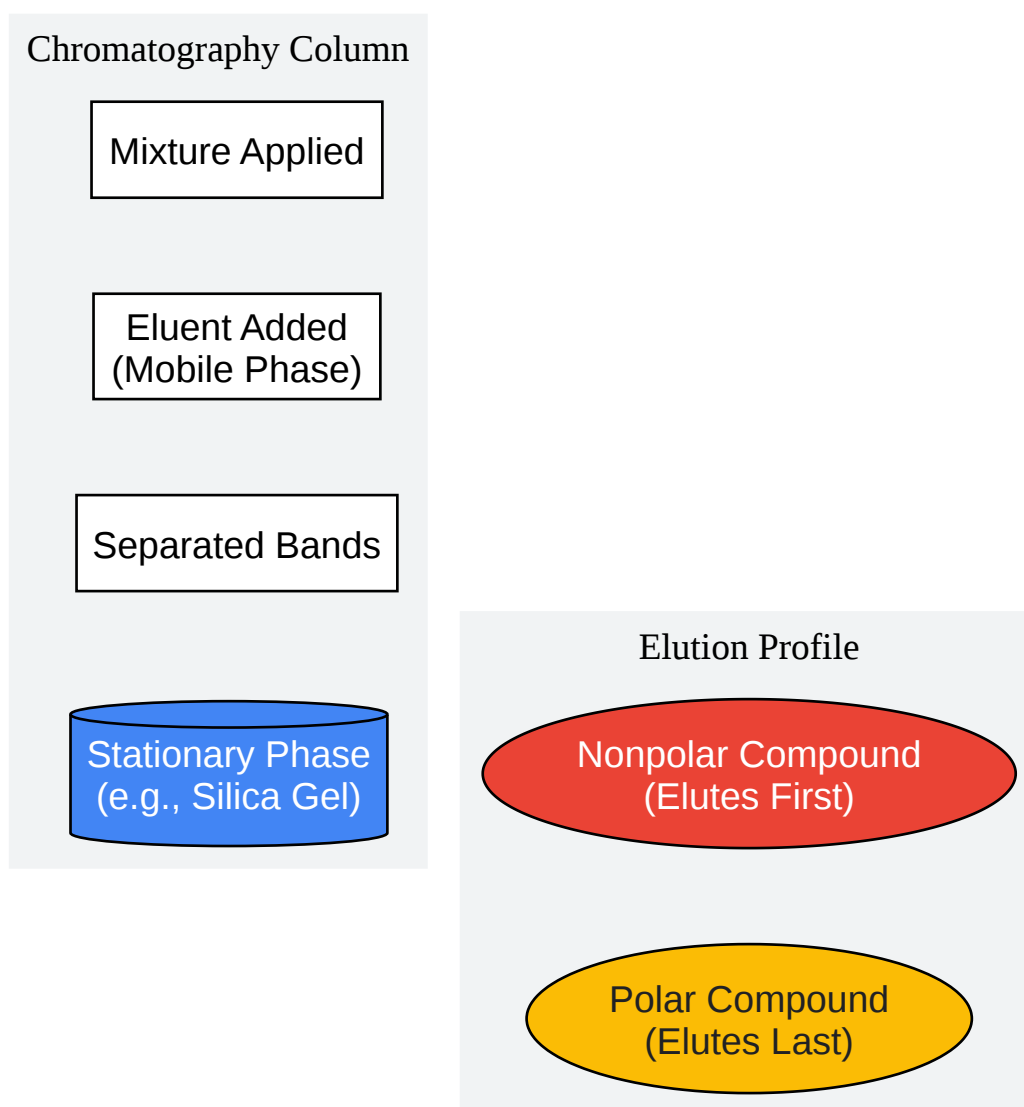 Chromatography Column
Mixture Applied
Eluent Added
(Mobile Phase)
Separated Bands
Stationary Phase
(e.g., Silica Gel)
Elution Profile
Nonpolar Compound
(Elutes First)
Polar Compound
(Elutes Last)